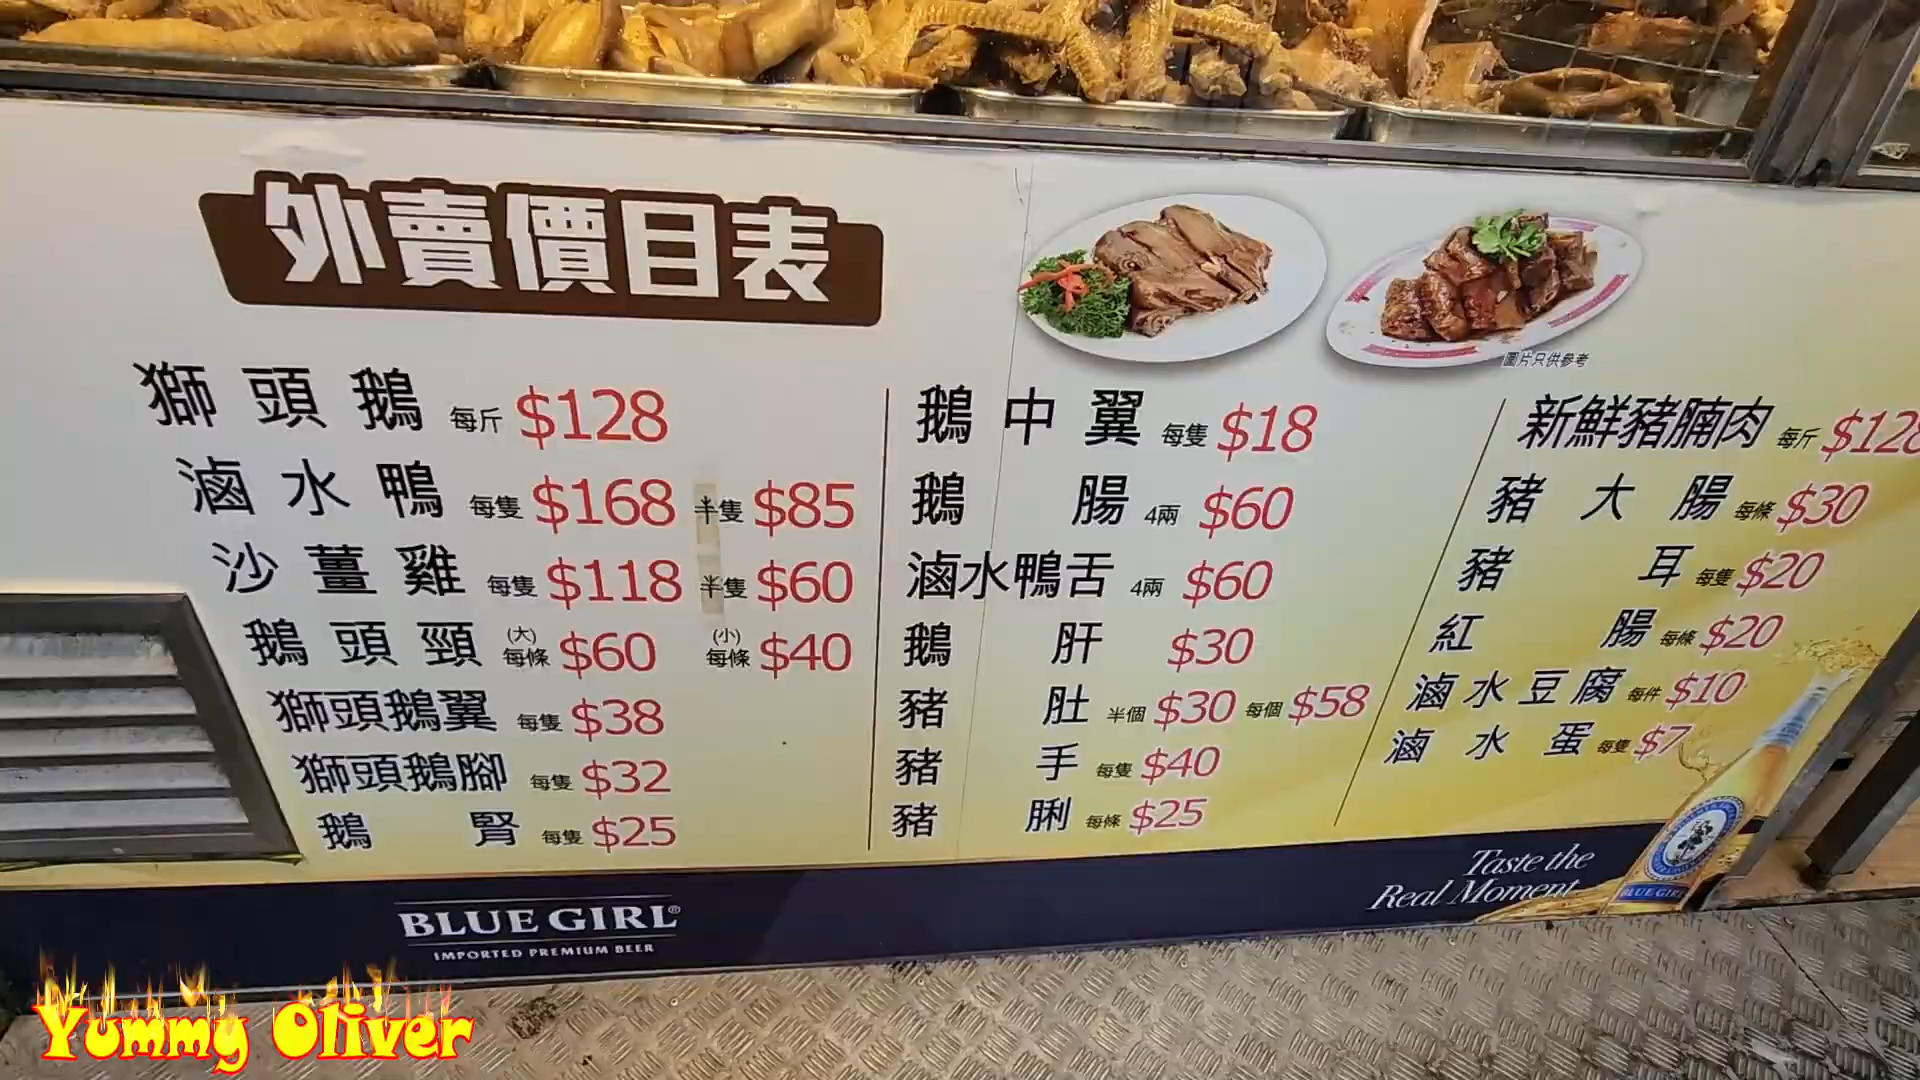 外賣價目表
圖片只供參考
獅頭鵝 每斤 $128
滷水鴨 每隻 $168 半隻 $85
沙薑雞 每隻 $118 半隻 $60
鵝頭頸 (大)每條 $60 (小)每條 $40
獅頭鵝翼 每隻 $38
獅頭鵝腳 每隻 $32
鵝腎 每隻 $25
鵝中翼 每隻 $18
鵝腸 4兩 $60
滷水鴨舌 4兩 $60
鵝肝 $30
豬肚 半個 $30 每個 $58
豬手 每隻 $40
豬脷 每條 $25
新鮮豬腩肉 每斤 $128
豬大腸 每條 $30
豬耳 每隻 $20
紅腸 每條 $20
滷水豆腐 每件 $10
滷水蛋 每隻 $7
Taste the
Real Moment
BLUE GIRL
BLUE GIRL®
IMPORTED PREMIUM BEER
Yummy Oliver